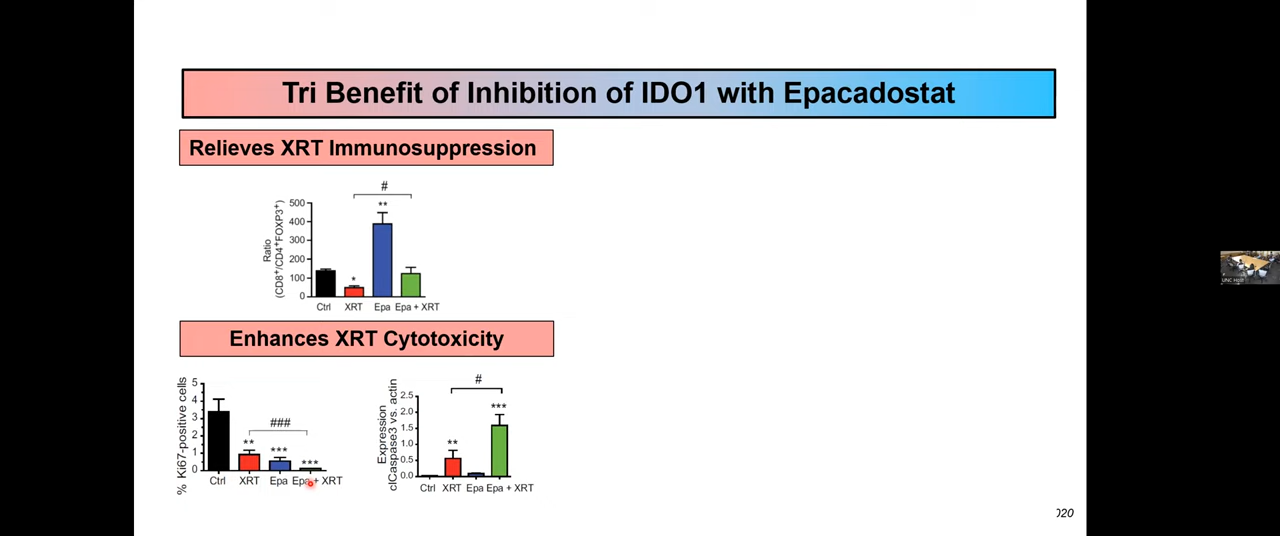 Tri Benefit of Inhibition of IDO1 with Epacadostat
Relieves XRT Immunosuppression
#
**
*
Ratio
(CD8+/CD4+FOXP3+)
500
400
300
200
100
0
Ctrl XRT Epa Epa + XRT
Enhances XRT Cytotoxicity
% Ki67-positive cells
5
4
3
2
1
0
###
** *** ***
Ctrl XRT Epa Epa + XRT
Expression
clCaspase3 vs. actin
2.5
2.0
1.5
1.0
0.5
0.0
#
** ***
Ctrl XRT Epa Epa + XRT
020
UNC Host